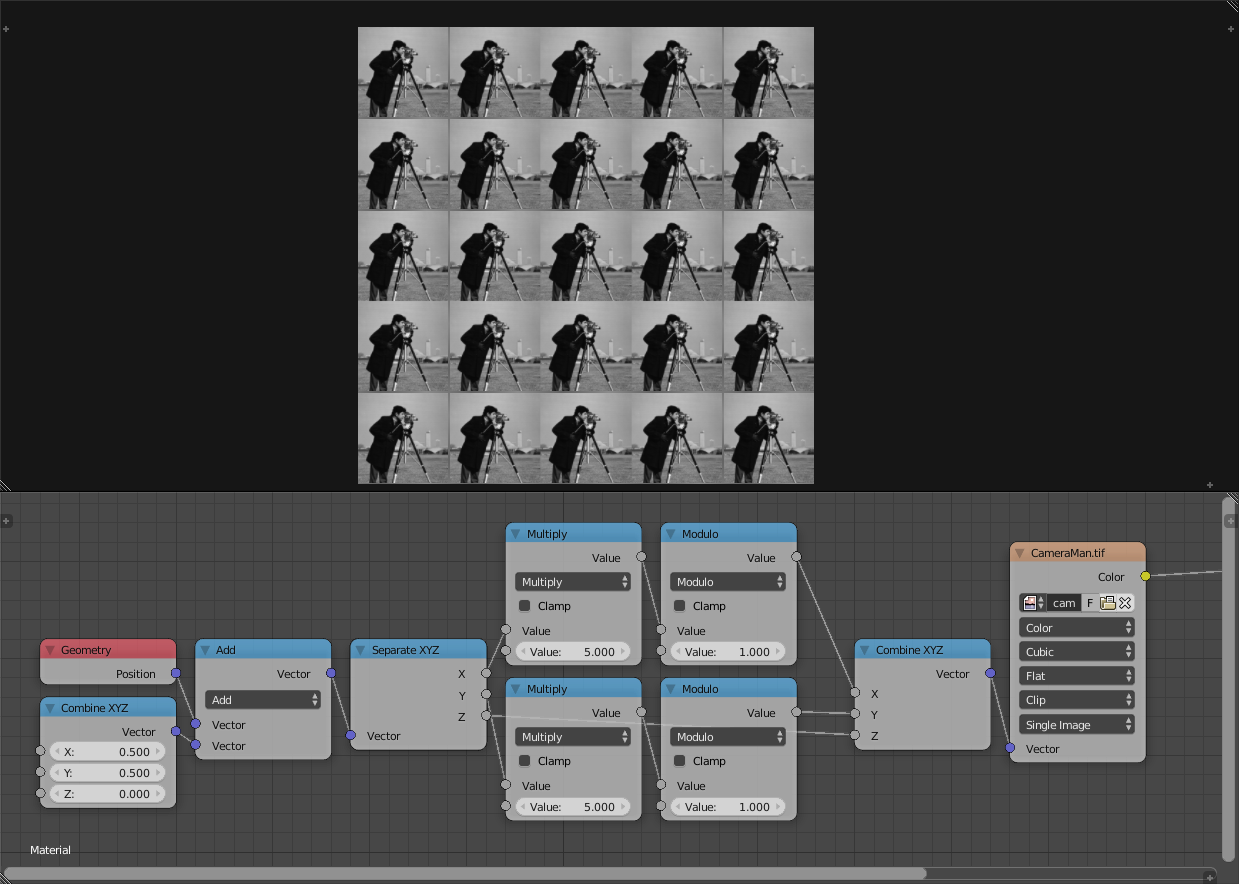 Multiply
Value
Multiply
Clamp
Value
Value: 5.000
Modulo
Value
Modulo
Clamp
Value
Value: 1.000
CameraMan.tif
Color
cam F
Color
Cubic
Flat
Clip
Single Image
Vector
Geometry
Position
Combine XYZ
Vector
X: 0.500
Y: 0.500
Z: 0.000
Add
Vector
Add
Vector
Vector
Separate XYZ
X
Y
Z
Vector
Multiply
Value
Multiply
Clamp
Value
Value: 5.000
Modulo
Value
Modulo
Clamp
Value
Value: 1.000
Combine XYZ
Vector
X
Y
Z
Material